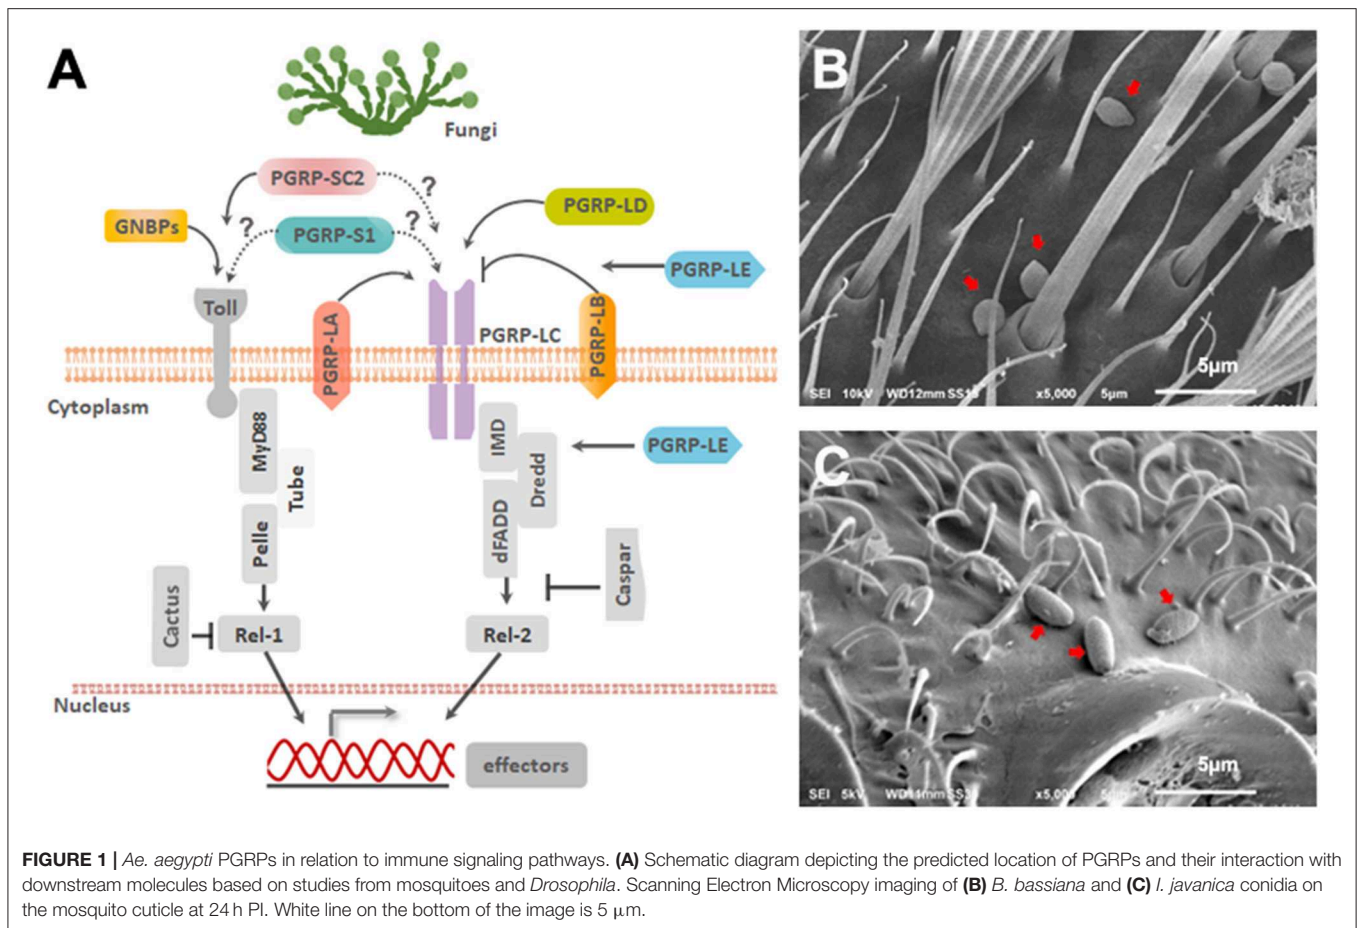 A
Fungi
PGRP-SC2
?
PGRP-LD
GNBPs
?
PGRP-S1
?
PGRP-LE
Toll
PGRP-LA
PGRP-LC
PGRP-LB
Cytoplasm
MyD88
IMD
PGRP-LE
Tube
Dredd
Pelle
dFADD
Caspar
Cactus
Rel-1
Rel-2
Nucleus
effectors
B
5µm
SEI 10kV WD12mm SS15 x5,000 5µm
C
5µm
SEI 5kV WD14mm x5,000 5µm
FIGURE 1 | Ae. aegypti PGRPs in relation to immune signaling pathways. (A) Schematic diagram depicting the predicted location of PGRPs and their interaction with
downstream molecules based on studies from mosquitoes and Drosophila. Scanning Electron Microscopy imaging of (B) B. bassiana and (C) I. javanica conidia on
the mosquito cuticle at 24 h PI. White line on the bottom of the image is 5 µm.